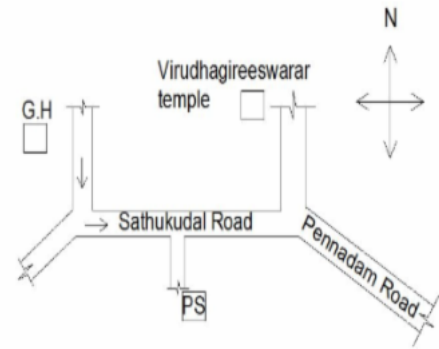 N
Virudhagireeswarar
temple
G.H
Sathukudal Road
Pennadam Road
PS